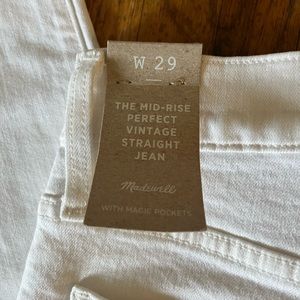 W 29
THE MID-RISE
PERFECT
VINTAGE
STRAIGHT
JEAN
Madewell
WITH MAGIC POCKETS